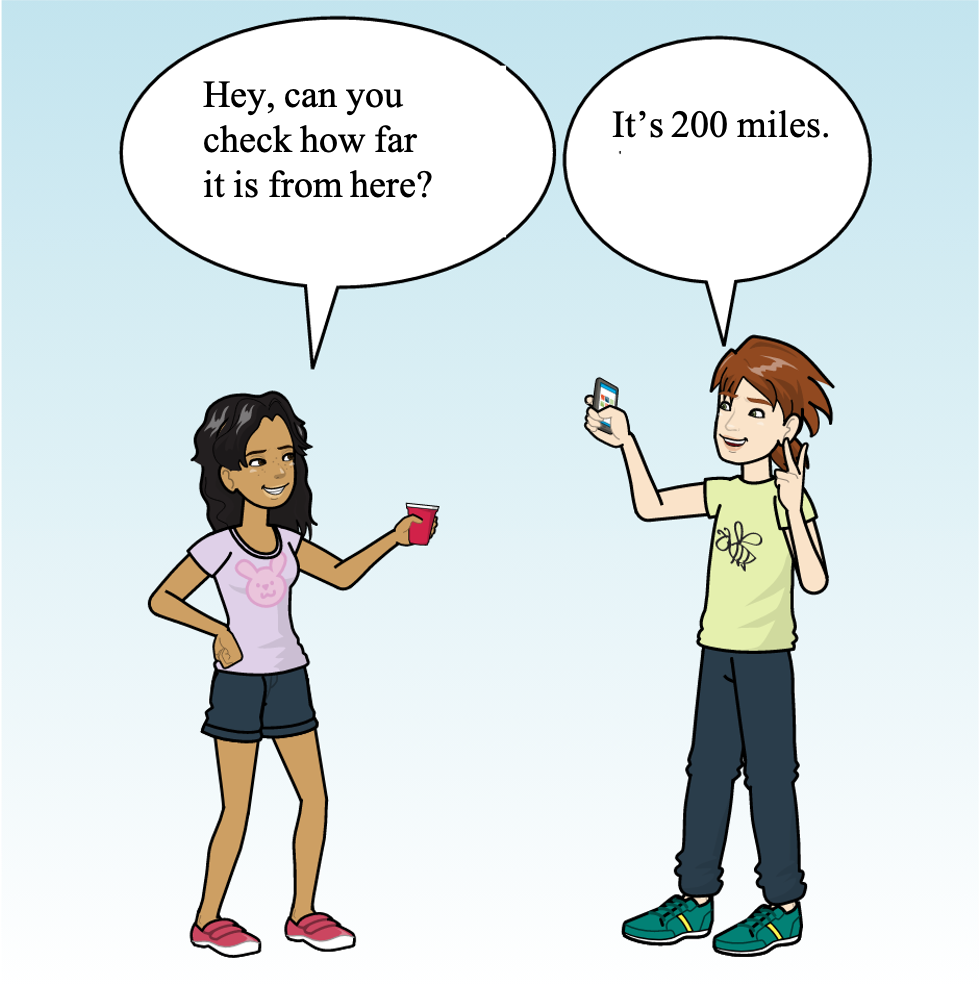 Hey, can you
check how far
it is from here?
It’s 200 miles.